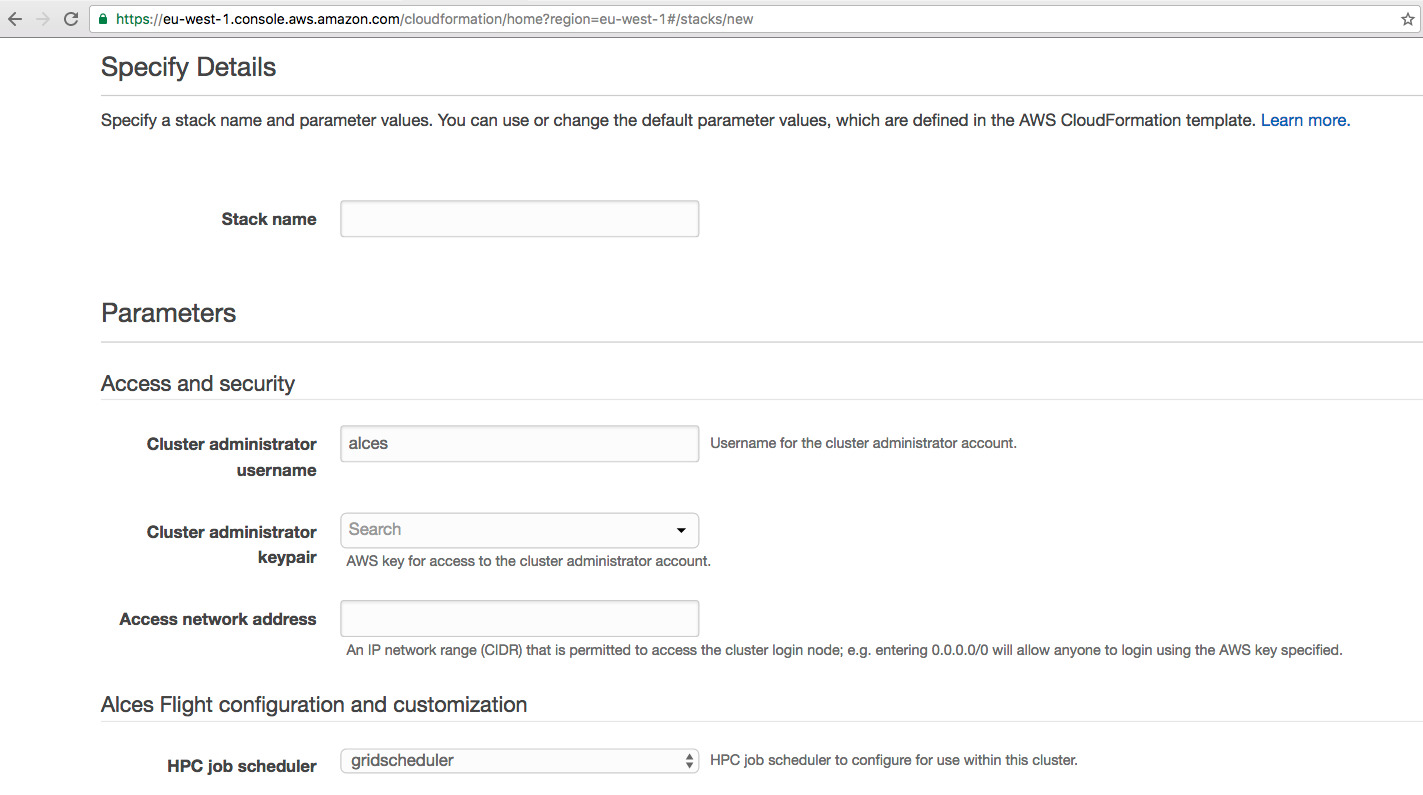 https://eu-west-1.console.aws.amazon.com/cloudformation/home?region=eu-west-1#/stacks/new
Specify Details
Specify a stack name and parameter values. You can use or change the default parameter values, which are defined in the AWS CloudFormation template. Learn more.
Stack name
Parameters
Access and security
Cluster administrator
username
alces
Username for the cluster administrator account.
Cluster administrator
keypair
Search
AWS key for access to the cluster administrator account.
Access network address
An IP network range (CIDR) that is permitted to access the cluster login node; e.g. entering 0.0.0.0/0 will allow anyone to login using the AWS key specified.
Alces Flight configuration and customization
HPC job scheduler
gridscheduler
HPC job scheduler to configure for use within this cluster.